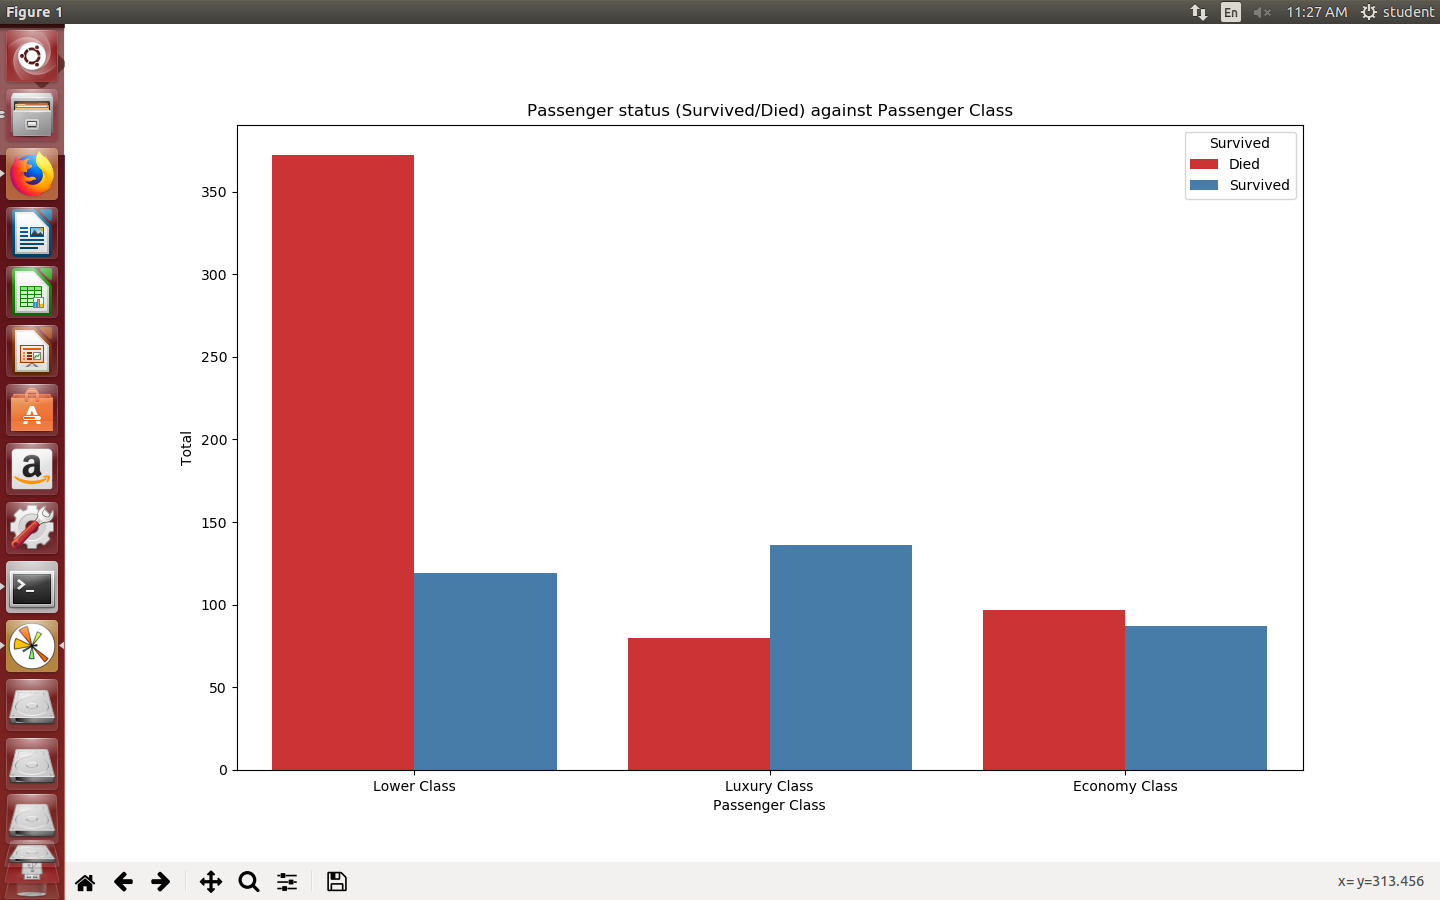 Figure 1
En
11:27 AM
student
Passenger status (Survived/Died) against Passenger Class
Survived
Died
Survived
350
300
250
200
150
100
50
0
Total
Lower Class
Luxury Class
Economy Class
Passenger Class
x= y=313.456